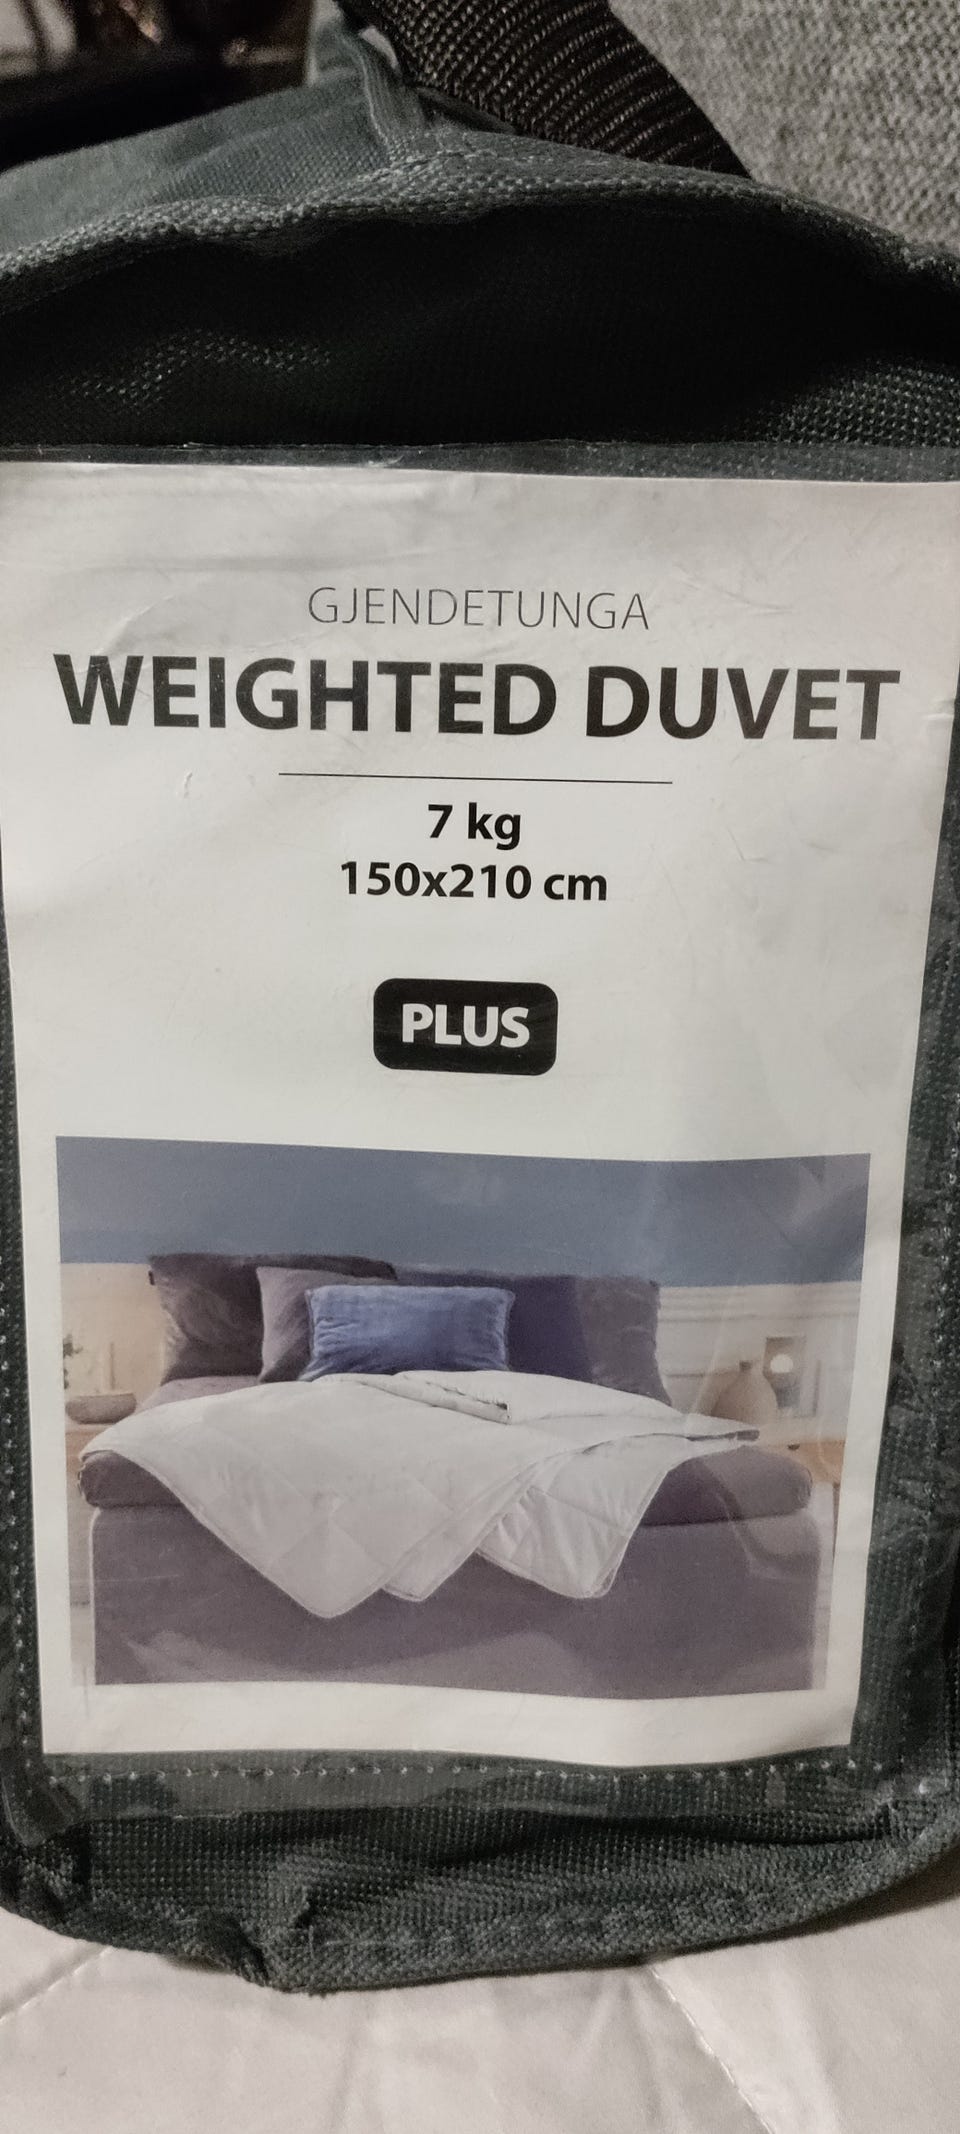 GJENDETUNGA
WEIGHTED DUVET
7 kg
150x210 cm
PLUS